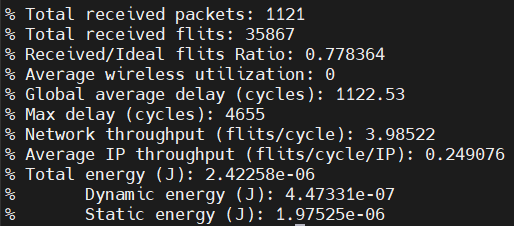 % Total received packets: 1121
% Total received flits: 35867
% Received/Ideal flits Ratio: 0.778364
% Average wireless utilization: 0
% Global average delay (cycles): 1122.53
% Max delay (cycles): 4655
% Network throughput (flits/cycle): 3.98522
% Average IP throughput (flits/cycle/IP): 0.249076
% Total energy (J): 2.42258e-06
%       Dynamic energy (J): 4.47331e-07
%       Static energy (J): 1.97525e-06